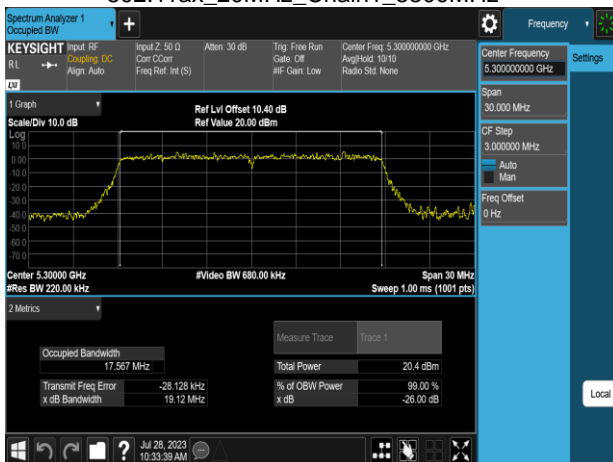 Spectrum Analyzer 1
Occupied BW
+
Frequency
KEYSIGHT
RL
LXI
Input: RF
Coupling: DC
Align: Auto
Input Z: 50 Ω
Corr CCorr
Freq Ref: Int (S)
Atten: 30 dB
Trig: Free Run
Gate: Off
#IF Gain: Low
Center Freq: 5.300000000 GHz
Avg|Hold: 10/10
Radio Std: None
Center Frequency
5.300000000 GHz
Settings
Span
30.000 MHz
CF Step
3.000000 MHz
Auto
Man
Freq Offset
0 Hz
Local
1 Graph
Scale/Div 10.0 dB
Ref Lvl Offset 10.40 dB
Ref Value 20.00 dBm
Log
10.0
0.00
-10.0
-20.0
-30.0
-40.0
-50.0
-60.0
-70.0
Center 5.30000 GHz
#Res BW 220.00 kHz
#Video BW 680.00 kHz
Span 30 MHz
Sweep 1.00 ms (1001 pts)
2 Metrics
Measure Trace Trace 1
Occupied Bandwidth
17.567 MHz
Total Power 20.4 dBm
Transmit Freq Error -28.128 kHz
% of OBW Power 99.00 %
x dB Bandwidth 19.12 MHz
x dB -26.00 dB
?
Jul 28, 2023
10:33:39 AM